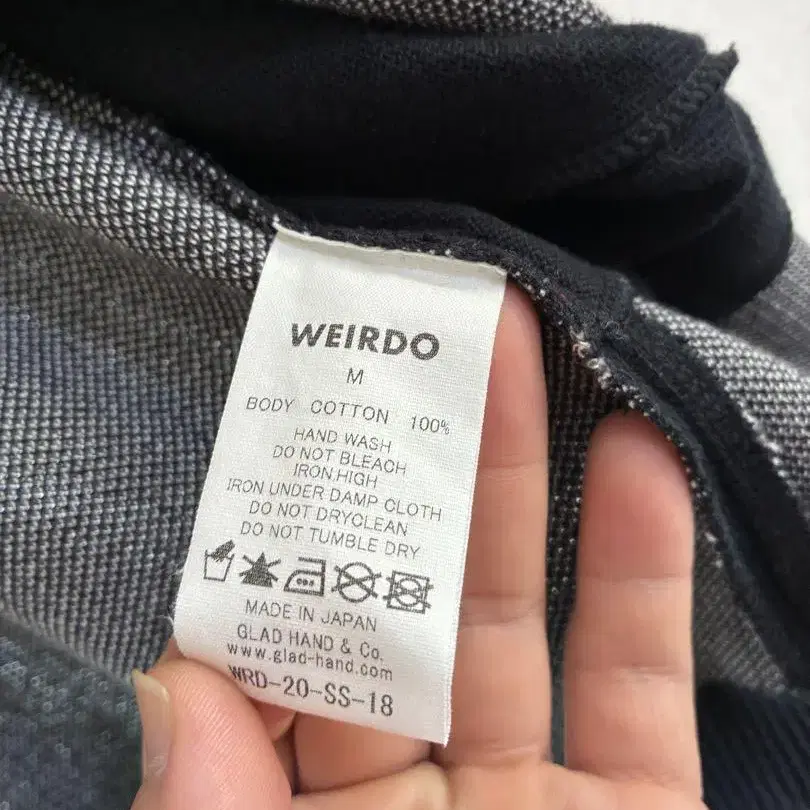 WEIRDO
M
BODY COTTON 100%
HAND WASH
DO NOT BLEACH
IRON HIGH
IRON UNDER DAMP CLOTH
DO NOT DRYCLEAN
DO NOT TUMBLE DRY
MADE IN JAPAN
GLAD HAND & Co.
www.glad-hand.com
WRD-20-SS-18